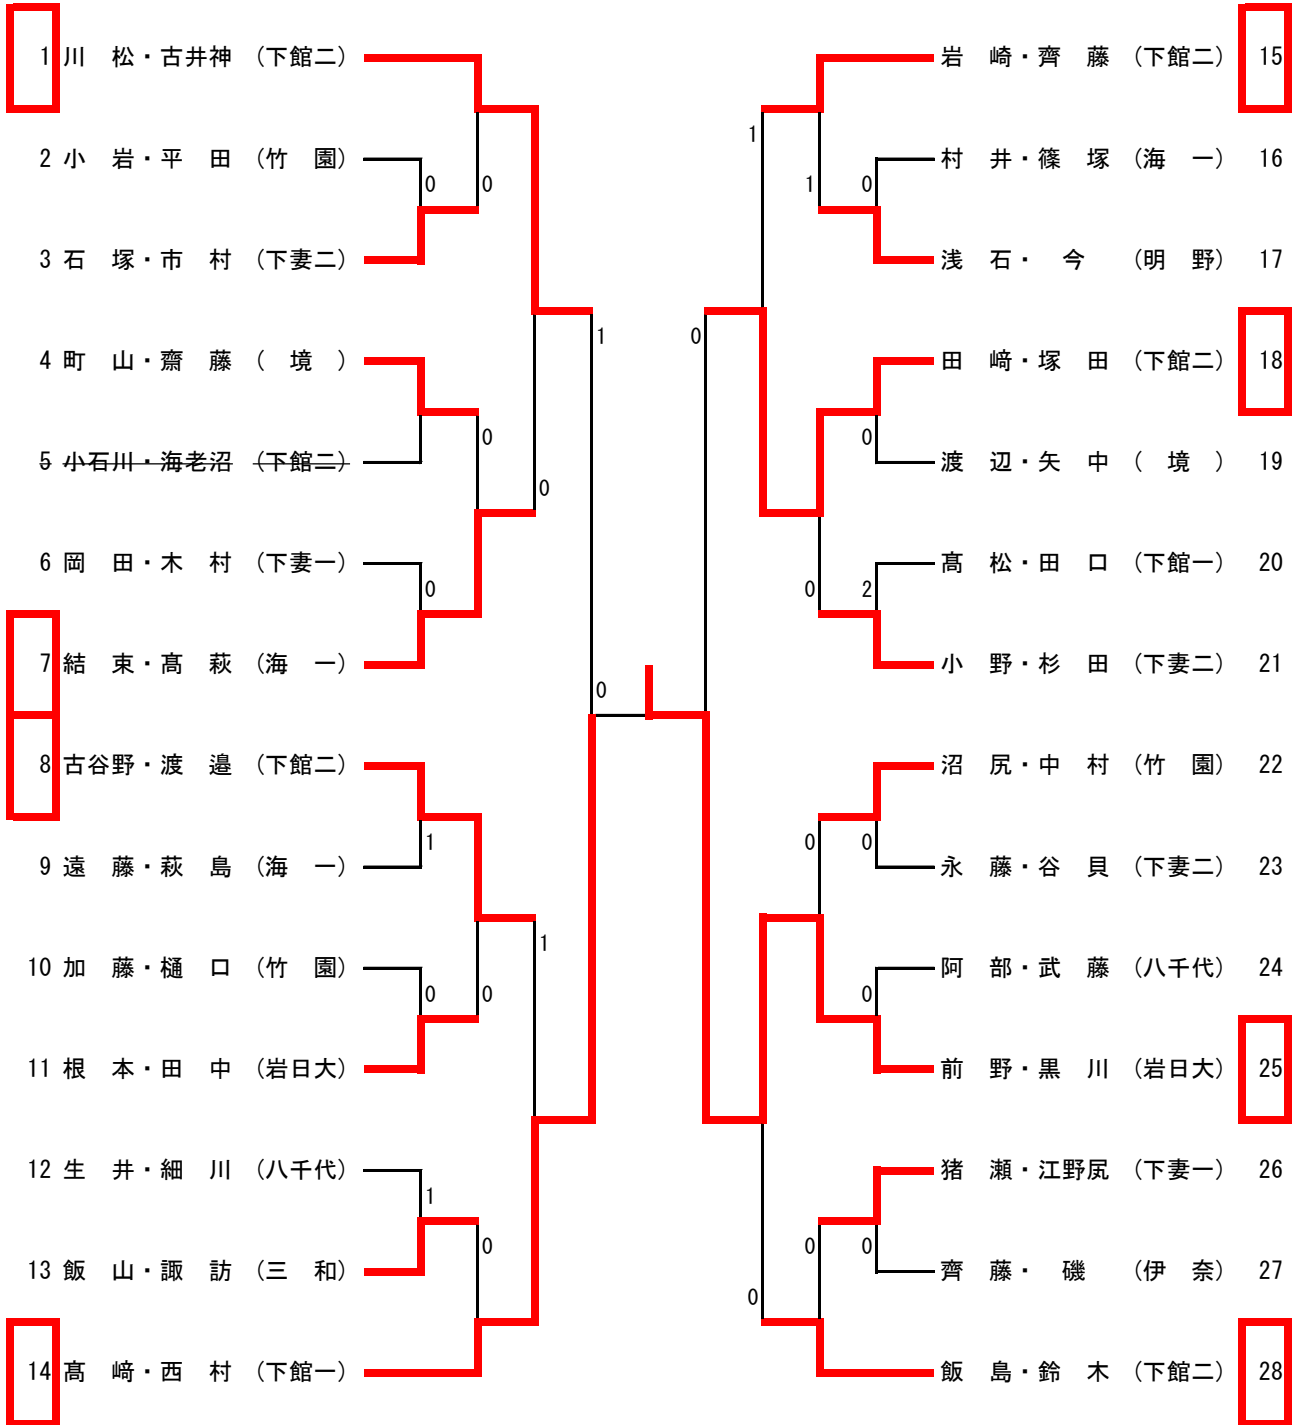 1 川　松・古井神 （下館二）
2 小　岩・平　田 （竹　園）
0
0
3 石　塚・市　村 （下妻二）
1
4 町　山・齋　藤 （　境　）
0
5 小石川・海老沼 （下館二）
0
6 岡　田・木　村 （下妻一）
0
7 結　束・髙　萩 （海　一）
0
8 古谷野・渡　邉 （下館二）
1
9 遠　藤・萩　島 （海　一）
1
10 加　藤・樋　口 （竹　園）
0
0
11 根　本・田　中 （岩日大）
12 生　井・細　川 （八千代）
1
13 飯　山・諏　訪 （三　和）
0
14 髙　﨑・西　村 （下館一）
岩　崎・齊　藤 （下館二） 15
1
村　井・篠　塚 （海　一） 16
1
0
浅　石・　今　 （明　野） 17
0
田　﨑・塚　田 （下館二） 18
0
渡　辺・矢　中 （　境　） 19
髙　松・田　口 （下館一） 20
0
2
小　野・杉　田 （下妻二） 21
沼　尻・中　村 （竹　園） 22
0
0
永　藤・谷　貝 （下妻二） 23
阿　部・武　藤 （八千代） 24
0
前　野・黒　川 （岩日大） 25
猪　瀬・江野尻 （下妻一） 26
0
0
齊　藤・　磯　 （伊　奈） 27
0
飯　島・鈴　木 （下館二） 28